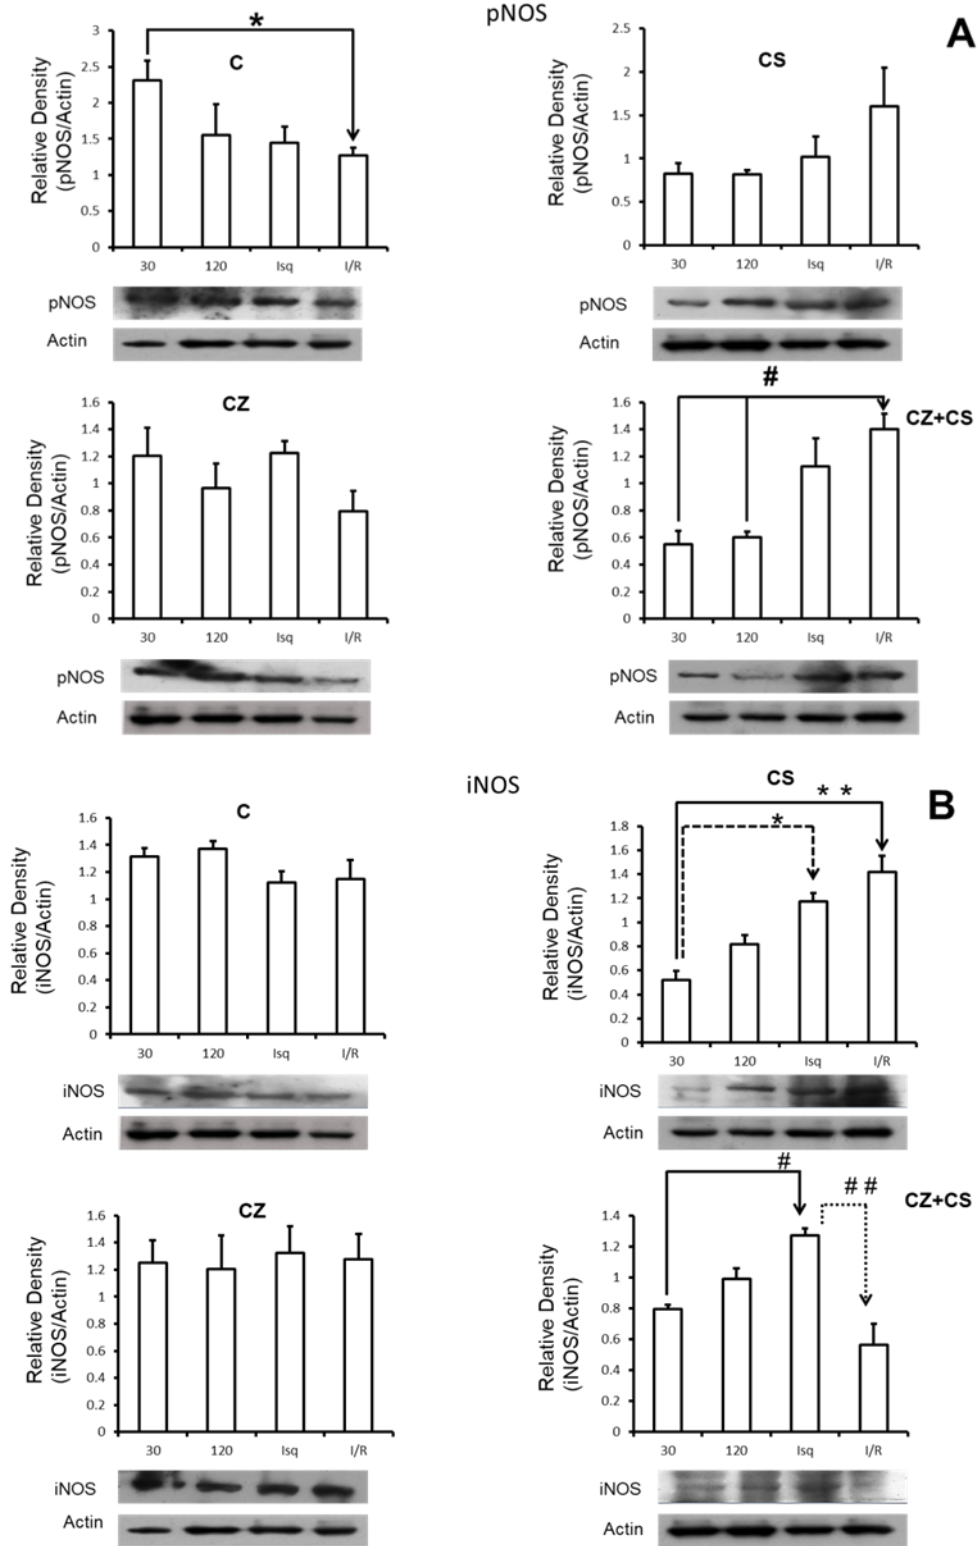 pNOS
A
*
C
Relative Density
(pNOS/Actin)
3
2.5
2
1.5
1
0.5
0
30 120 Isq I/R
pNOS
Actin
CS
Relative Density
(pNOS/Actin)
2.5
2
1.5
1
0.5
0
30 120 Isq I/R
pNOS
Actin
CZ
Relative Density
(pNOS/Actin)
1.6
1.4
1.2
1
0.8
0.6
0.4
0.2
0
30 120 Isq I/R
pNOS
Actin
#
CZ+CS
Relative Density
(pNOS/Actin)
1.6
1.4
1.2
1
0.8
0.6
0.4
0.2
0
30 120 Isq I/R
pNOS
Actin
iNOS
B
C
Relative Density
(iNOS/Actin)
1.6
1.4
1.2
1
0.8
0.6
0.4
0.2
0
30 120 Isq I/R
iNOS
Actin
CS
* *
*
Relative Density
(iNOS/Actin)
1.8
1.6
1.4
1.2
1
0.8
0.6
0.4
0.2
0
30 120 Isq I/R
iNOS
Actin
CZ
Relative Density
(iNOS/Actin)
1.6
1.4
1.2
1
0.8
0.6
0.4
0.2
0
30 120 Isq I/R
iNOS
Actin
#
# #
CZ+CS
Relative Density
(iNOS/Actin)
1.4
1.2
1
0.8
0.6
0.4
0.2
0
30 120 Isq I/R
iNOS
Actin